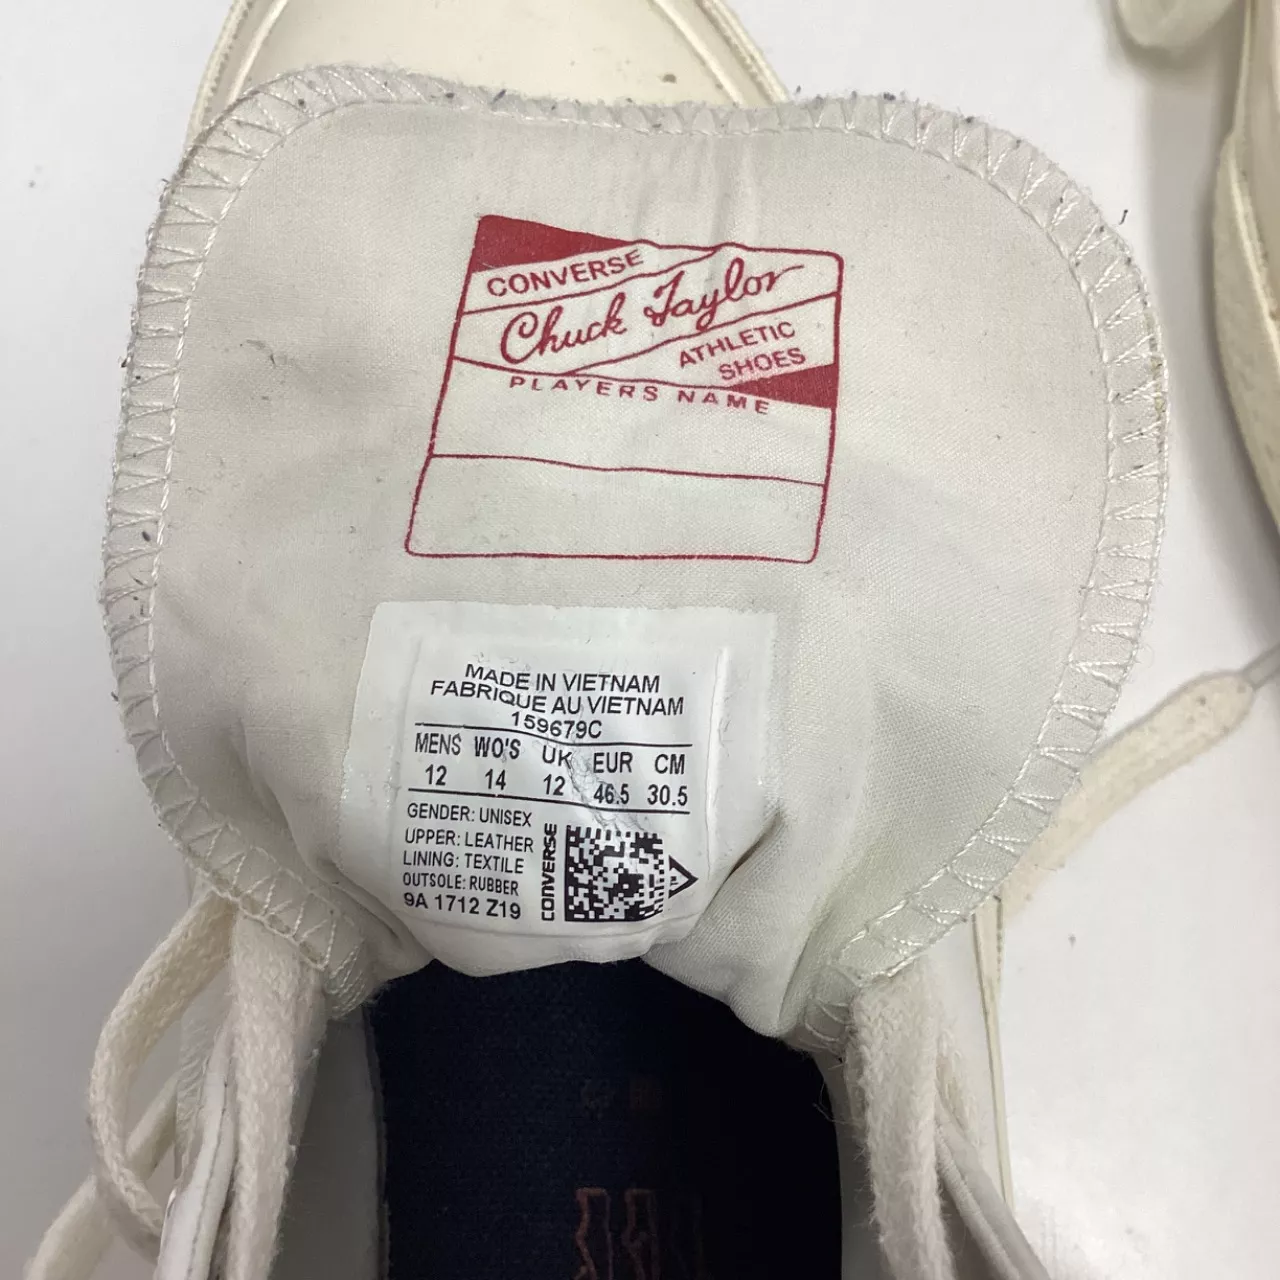 CONVERSE
Chuck Taylor
ATHLETIC
SHOES
PLAYERS NAME
MADE IN VIETNAM
FABRIQUE AU VIETNAM
159679C
MENS WO'S UK EUR CM
12 14 12 46.5 30.5
GENDER: UNISEX
UPPER: LEATHER
LINING: TEXTILE
OUTSOLE: RUBBER
9A 1712 Z19
CONVERSE